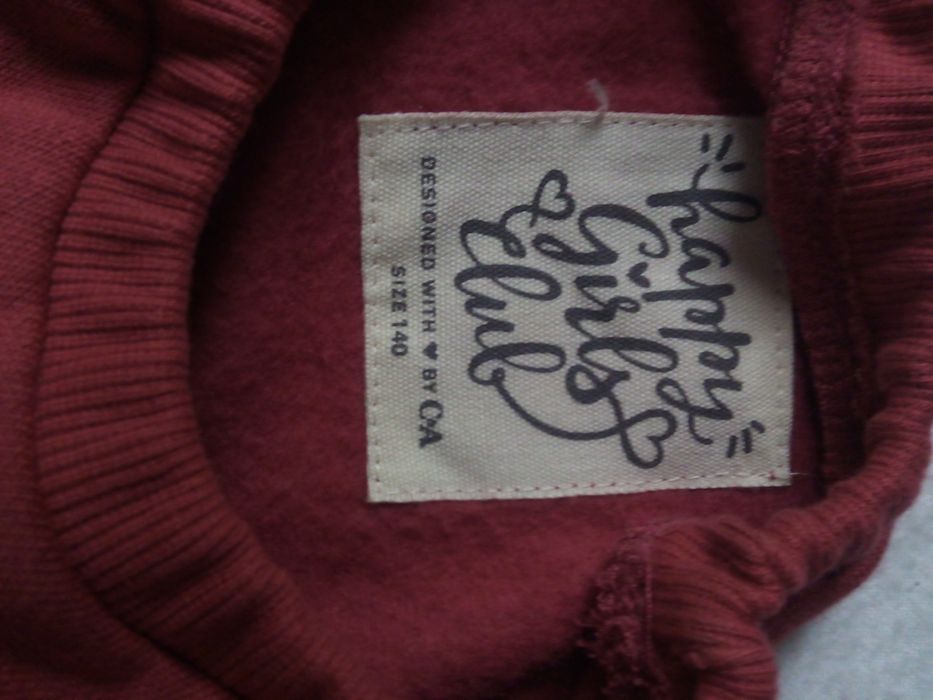 happy
Girls
Club
DESIGNED WITH ♥ BY C&A
SIZE 140